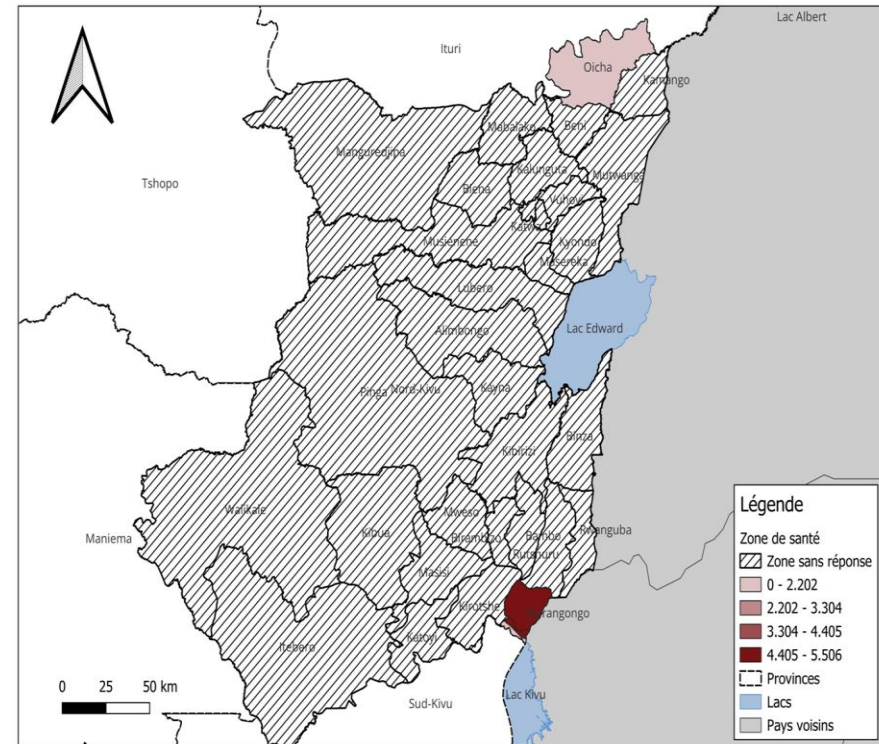 Lac Albert
Ituri
Oicha
Kamango
Mabalako
Beni
Manguredjipa
Kalunguta
Mutwanga
Biena
Vuhovi
Tshopo
Katwa
Musienene
Kyondo
Masereka
Lubero
Alimbongo
Lac Edward
Pinga
Nord-Kivu
Kayna
Binza
Kibirizi
Walikale
Mweso
Kibua
Birambizo
Bambo
Rwanguba
Maniema
Rutshuru
Masisi
Kirotshe
Itebero
Katoyi
Sud-Kivu
Lac Kivu
0 25 50 km
Légende
Zone de santé
Zone sans réponse
0 - 2.202
2.202 - 3.304
3.304 - 4.405
4.405 - 5.506
Provinces
Lacs
Pays voisins